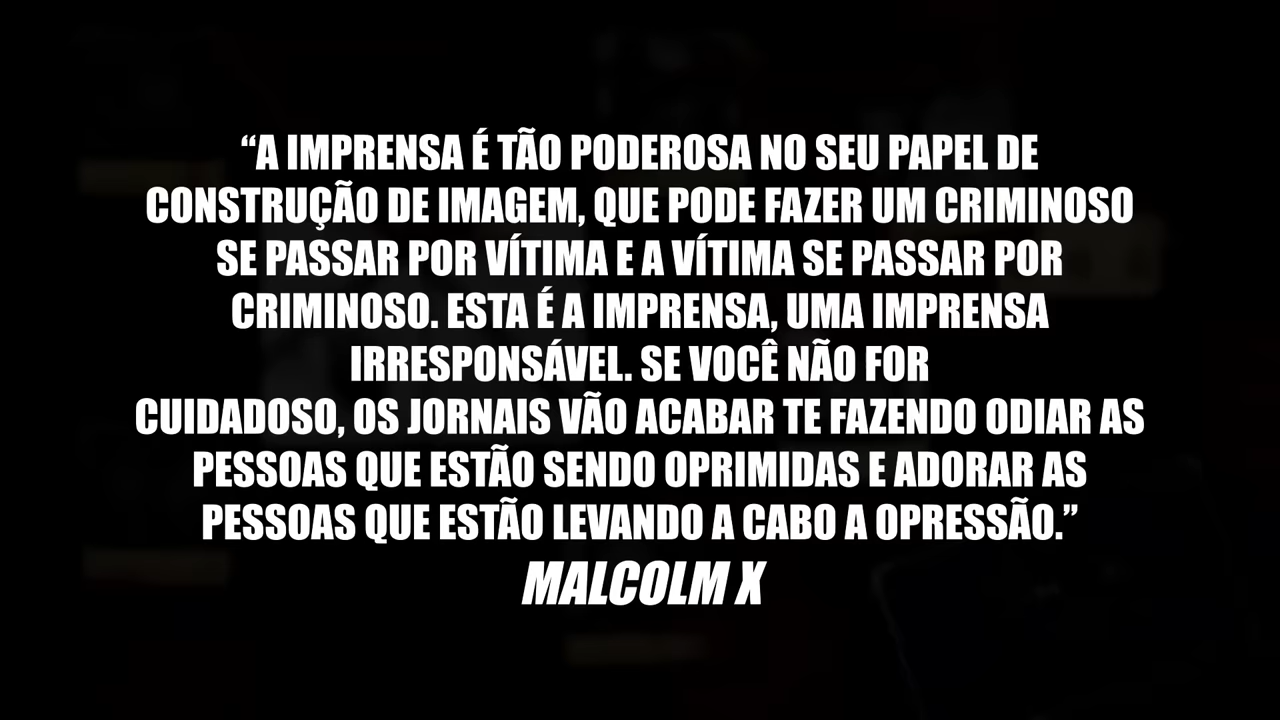 “A IMPRENSA É TÃO PODEROSA NO SEU PAPEL DE
CONSTRUÇÃO DE IMAGEM, QUE PODE FAZER UM CRIMINOSO
SE PASSAR POR VÍTIMA E A VÍTIMA SE PASSAR POR
CRIMINOSO. ESTA É A IMPRENSA, UMA IMPRENSA
IRRESPONSÁVEL. SE VOCÊ NÃO FOR
CUIDADOSO, OS JORNAIS VÃO ACABAR TE FAZENDO ODIAR AS
PESSOAS QUE ESTÃO SENDO OPRIMIDAS E ADORAR AS
PESSOAS QUE ESTÃO LEVANDO A CABO A OPRESSÃO.”
MALCOLM X